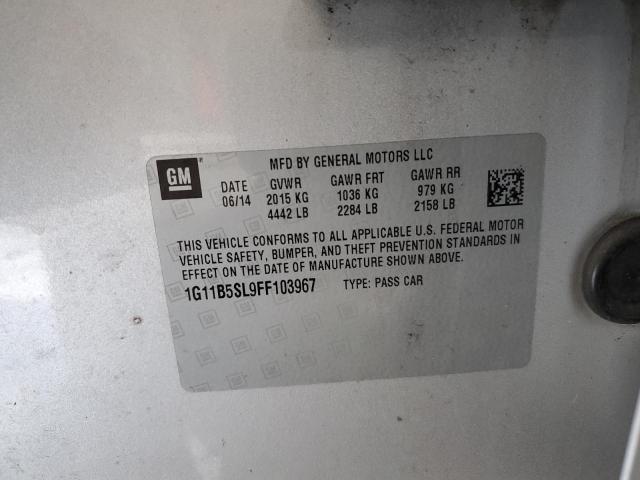 GM ®
MFD BY GENERAL MOTORS LLC
DATE GVWR GAWR FRT GAWR RR
06/14 2015 KG 1036 KG 979 KG
4442 LB 2284 LB 2158 LB
THIS VEHICLE CONFORMS TO ALL APPLICABLE U.S. FEDERAL MOTOR
VEHICLE SAFETY, BUMPER, AND THEFT PREVENTION STANDARDS IN
EFFECT ON THE DATE OF MANUFACTURE SHOWN ABOVE.
1G11B5SL9FF103967 TYPE: PASS CAR